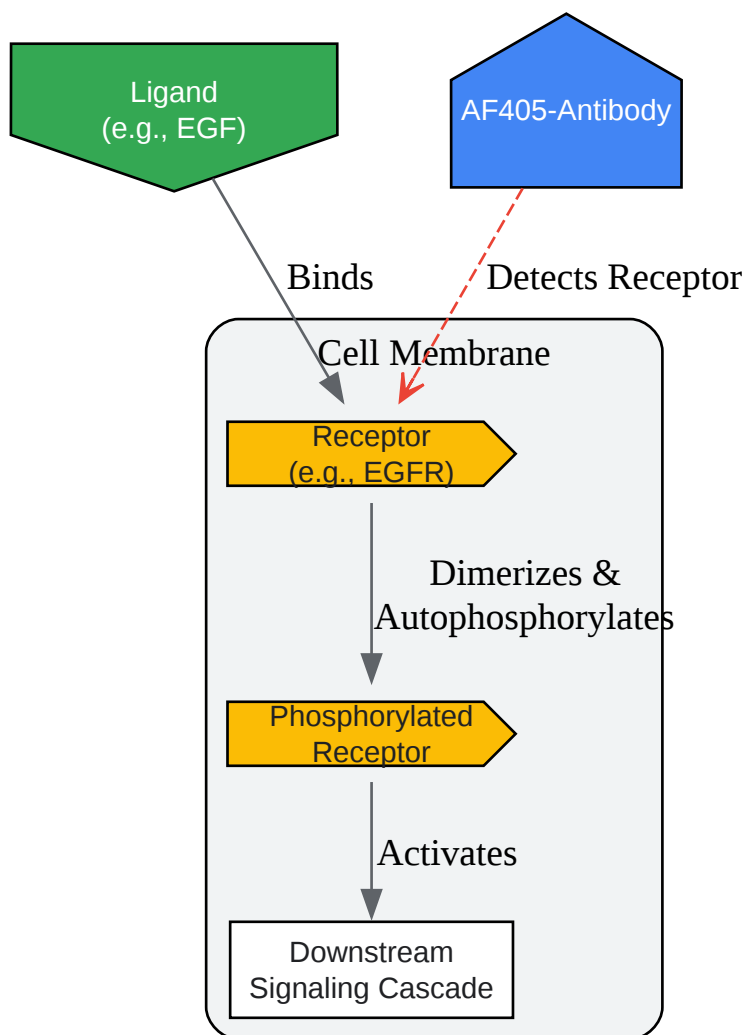 Ligand
(e.g., EGF)
AF405-Antibody
Binds
Detects Receptor
Cell Membrane
Receptor
(e.g., EGFR)
Dimerizes &
Autophosphorylates
Phosphorylated
Receptor
Activates
Downstream
Signaling Cascade